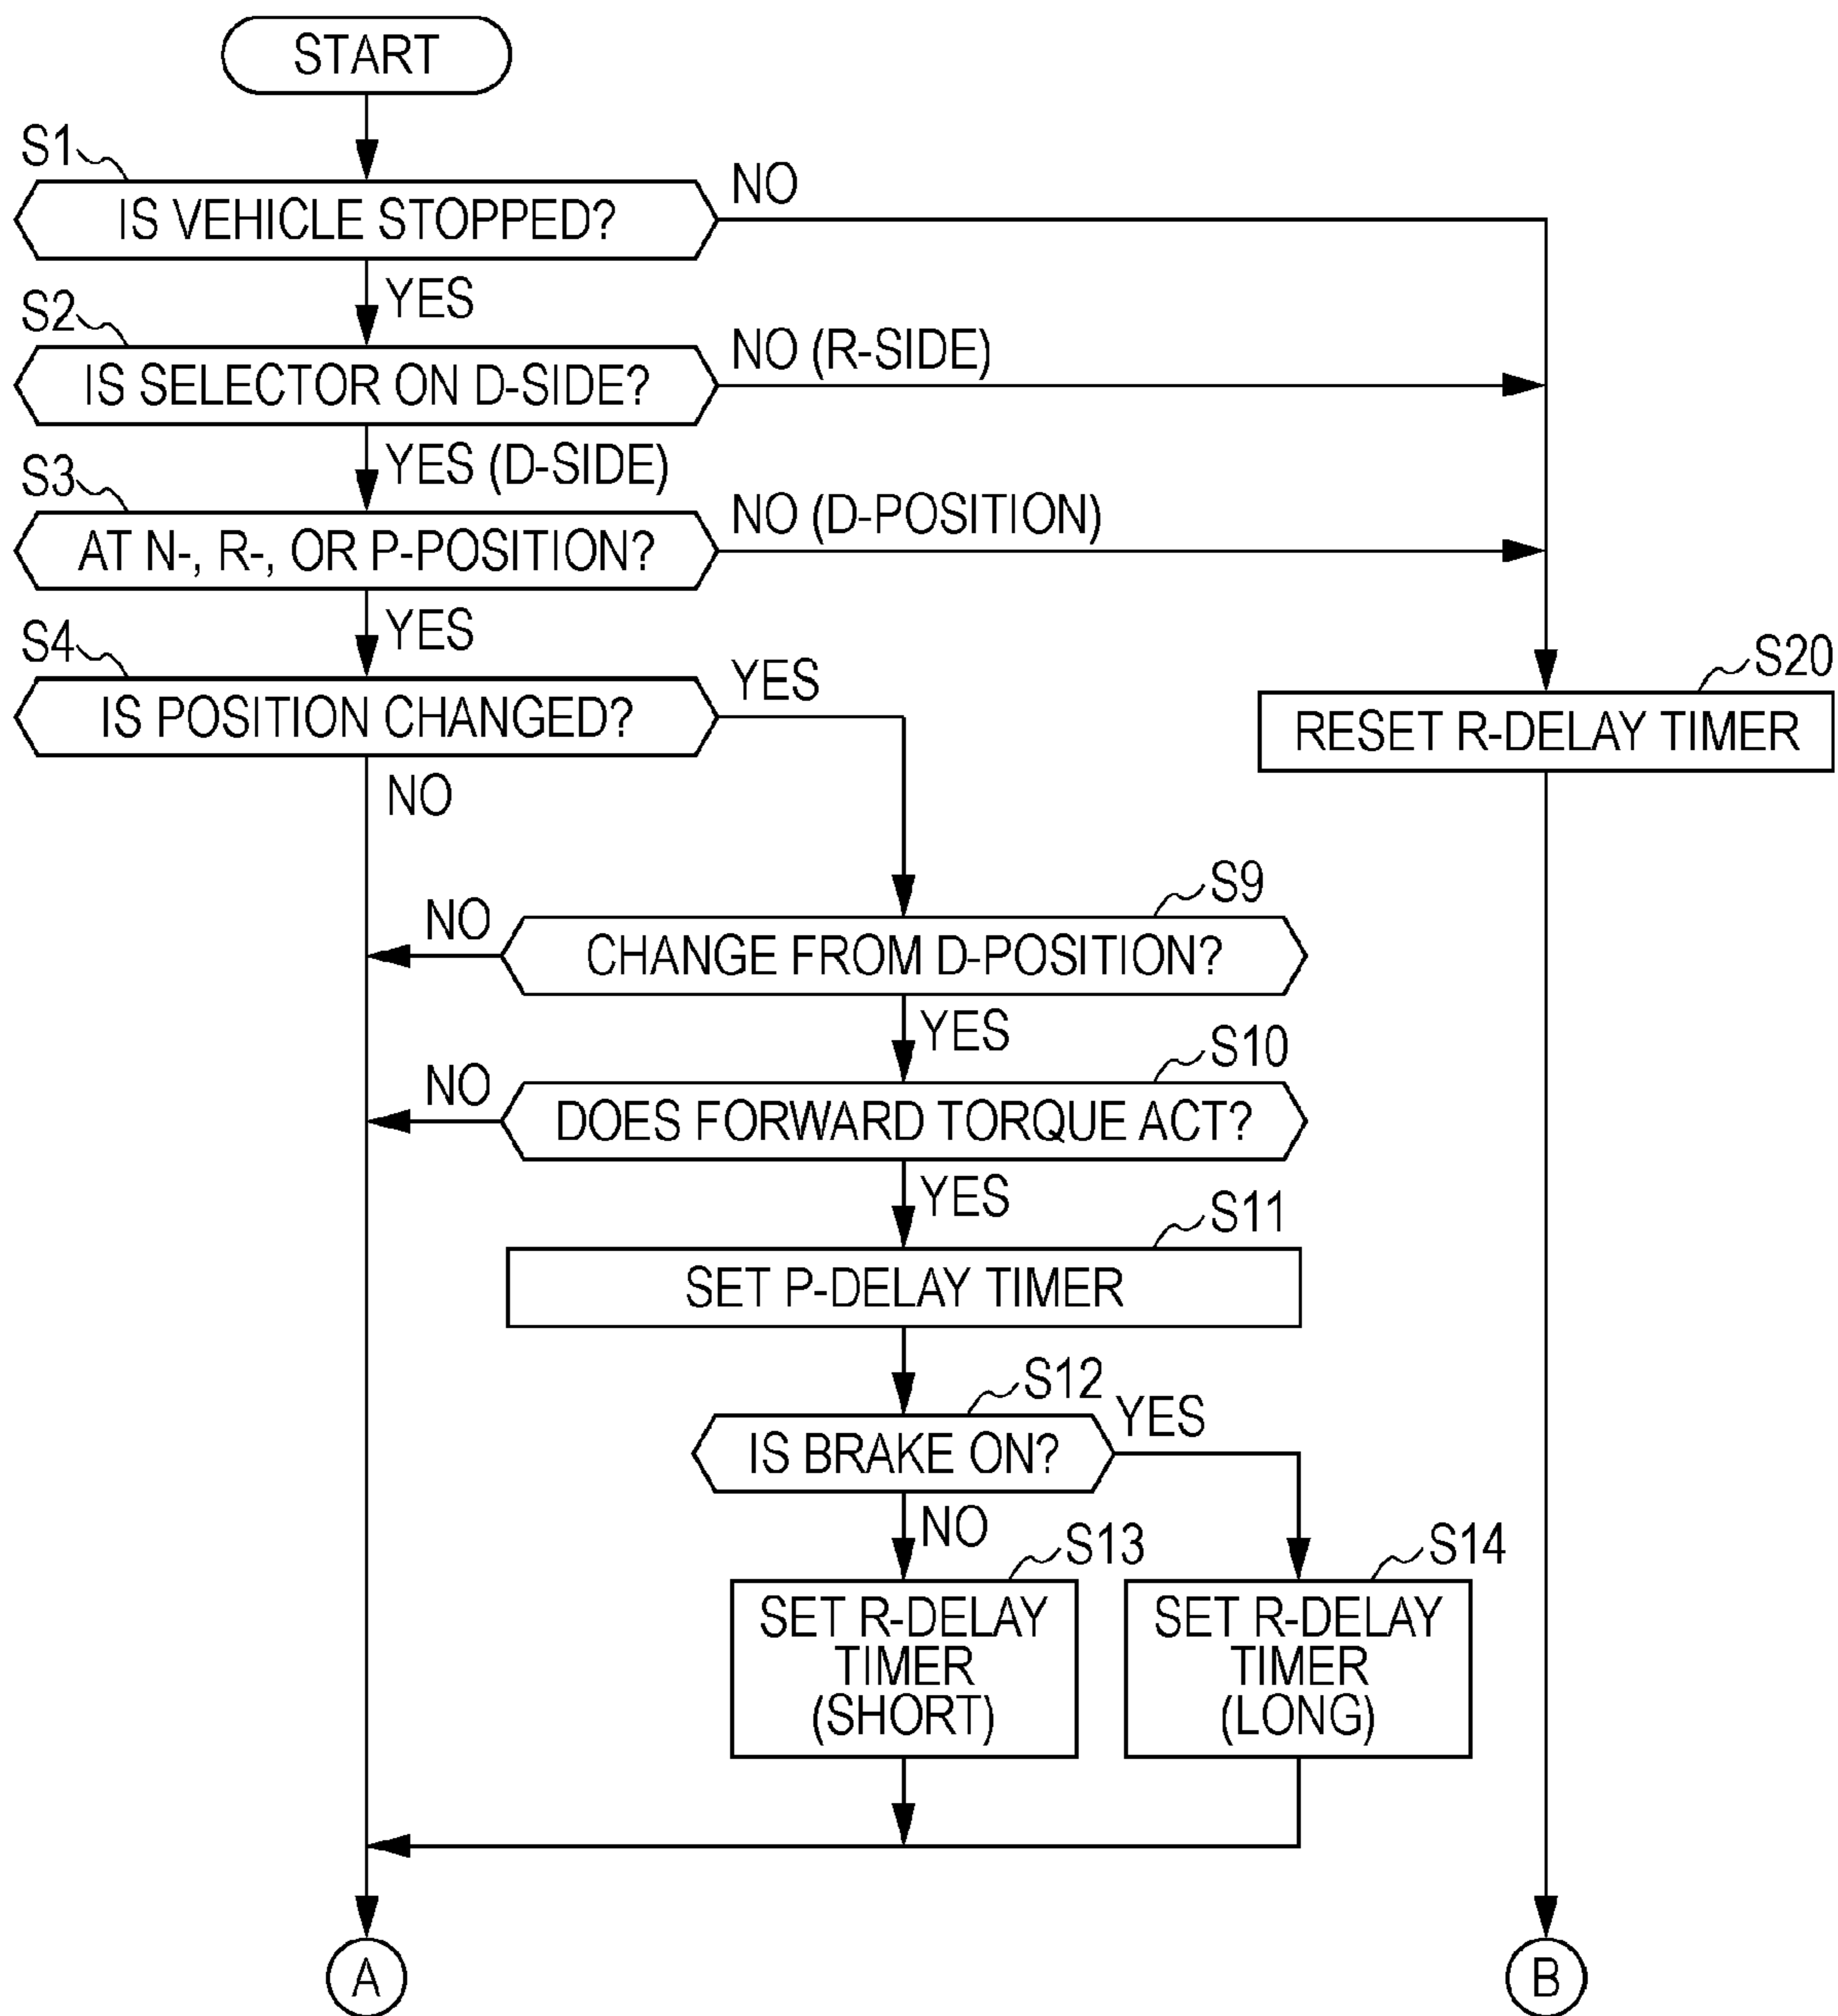 START
S1
IS VEHICLE STOPPED?
NO
YES
S2
IS SELECTOR ON D-SIDE?
NO (R-SIDE)
YES (D-SIDE)
S3
AT N-, R-, OR P-POSITION?
NO (D-POSITION)
YES
S4
IS POSITION CHANGED?
YES
NO
S20
RESET R-DELAY TIMER
S9
CHANGE FROM D-POSITION?
NO
YES
S10
DOES FORWARD TORQUE ACT?
NO
YES
S11
SET P-DELAY TIMER
S12
IS BRAKE ON?
YES
NO
S13
SET R-DELAY
TIMER
(SHORT)
S14
SET R-DELAY
TIMER
(LONG)
A
B